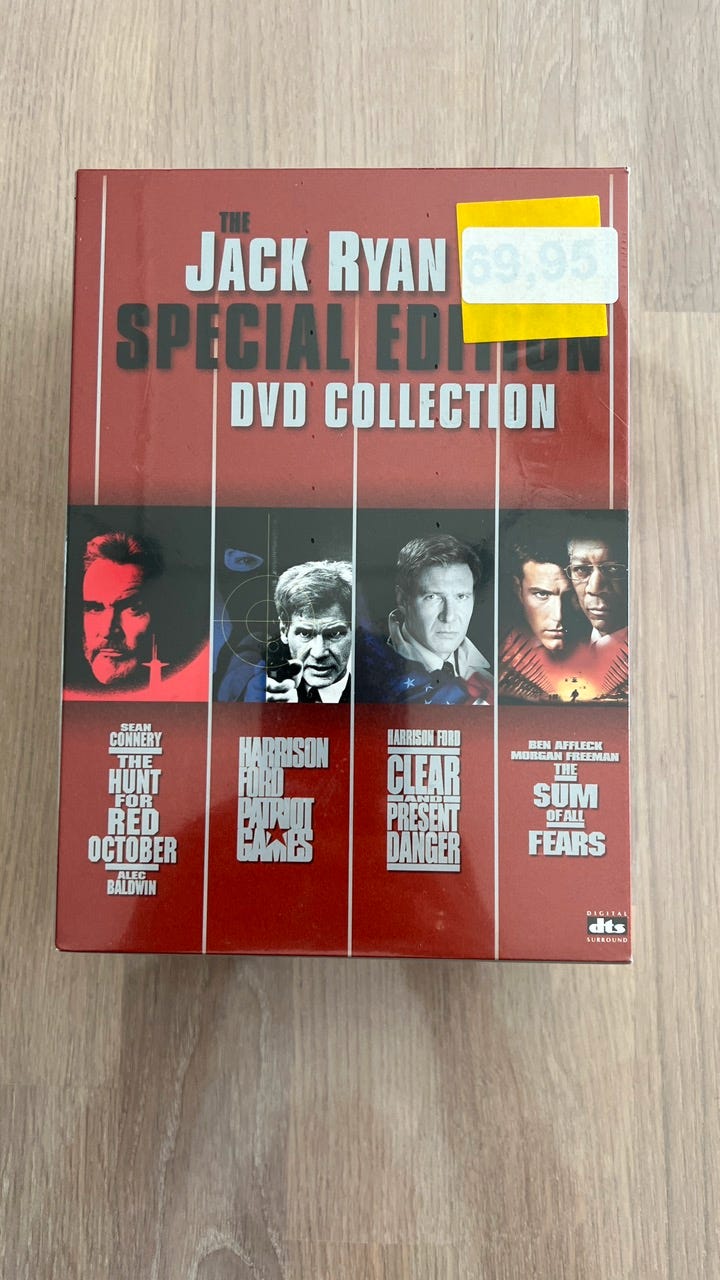 THE
JACK RYAN
69,95
SPECIAL EDITION
DVD COLLECTION
SEAN
CONNERY
THE
HUNT
FOR
RED
OCTOBER
ALEC
BALDWIN
HARRISON
FORD
PATRIOT
GAMES
HARRISON FORD
CLEAR
AND
PRESENT
DANGER
BEN AFFLECK
MORGAN FREEMAN
THE
SUM
OF ALL
FEARS
DIGITAL
dts
SURROUND